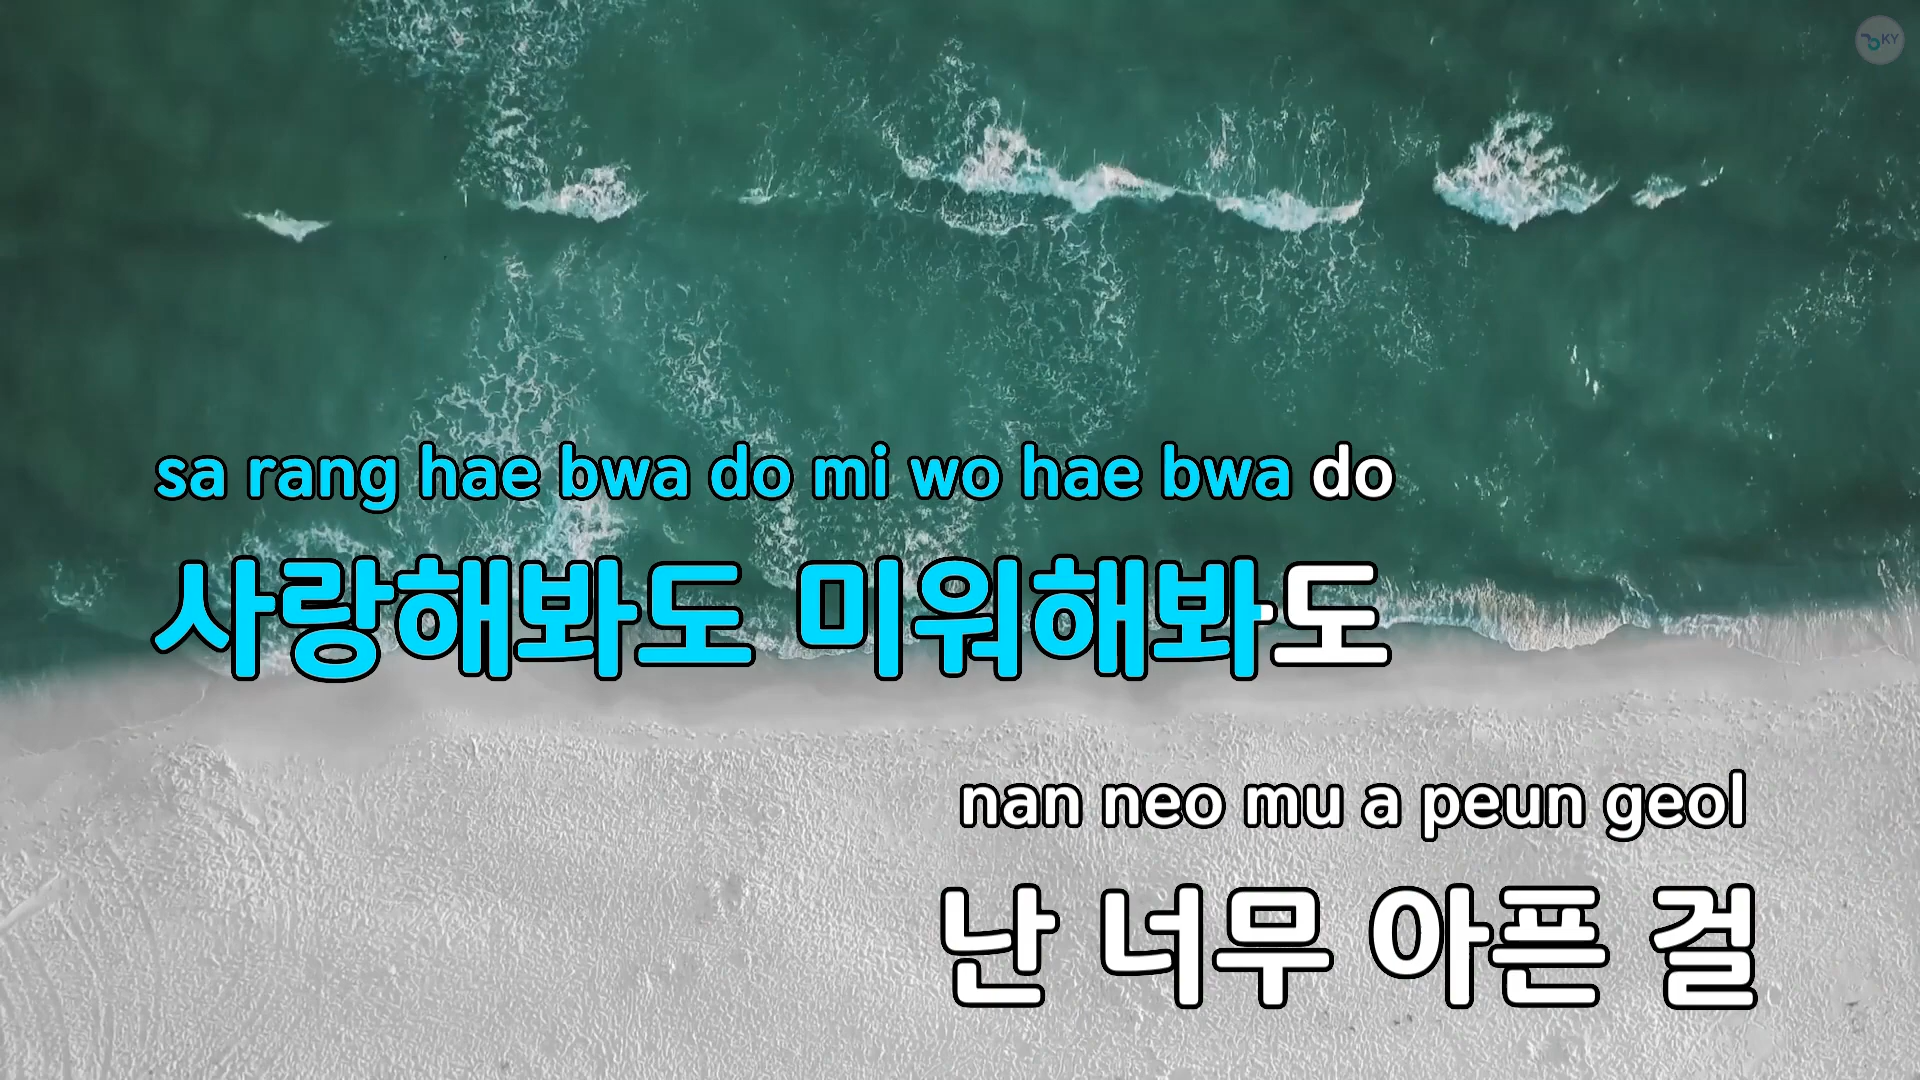 KY
sa rang hae bwa do mi wo hae bwa do
사랑해봐도 미워해봐도
nan neo mu a peun geol
난 너무 아픈 걸